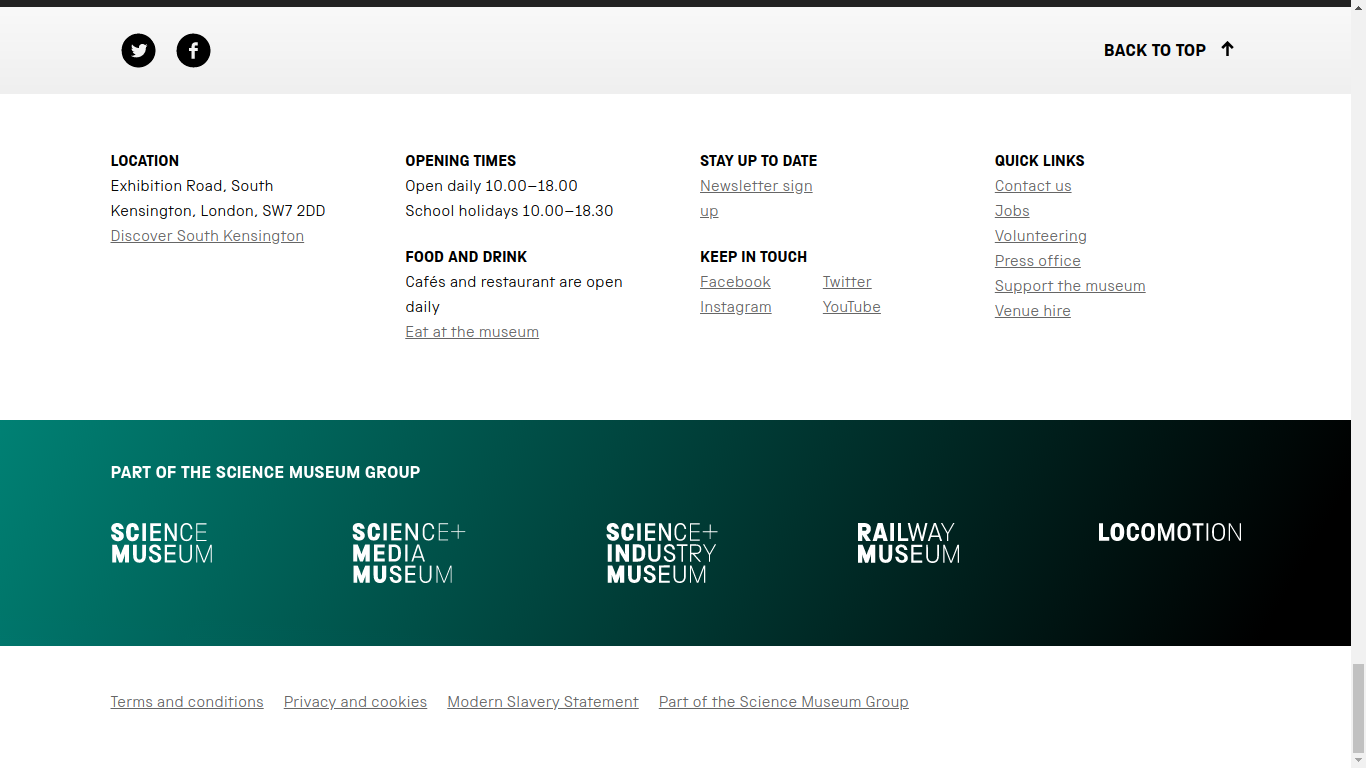 BACK TO TOP
LOCATION
Exhibition Road, South
Kensington, London, SW7 2DD
Discover South Kensington
OPENING TIMES
Open daily 10.00–18.00
School holidays 10.00–18.30
FOOD AND DRINK
Cafés and restaurant are open
daily
Eat at the museum
STAY UP TO DATE
Newsletter sign
up
KEEP IN TOUCH
Facebook
Twitter
Instagram
YouTube
QUICK LINKS
Contact us
Jobs
Volunteering
Press office
Support the museum
Venue hire
PART OF THE SCIENCE MUSEUM GROUP
SCIENCE
MUSEUM
SCIENCE+
MEDIA
MUSEUM
SCIENCE+
INDUSTRY
MUSEUM
RAILWAY
MUSEUM
LOCOMOTION
Terms and conditions
Privacy and cookies
Modern Slavery Statement
Part of the Science Museum Group